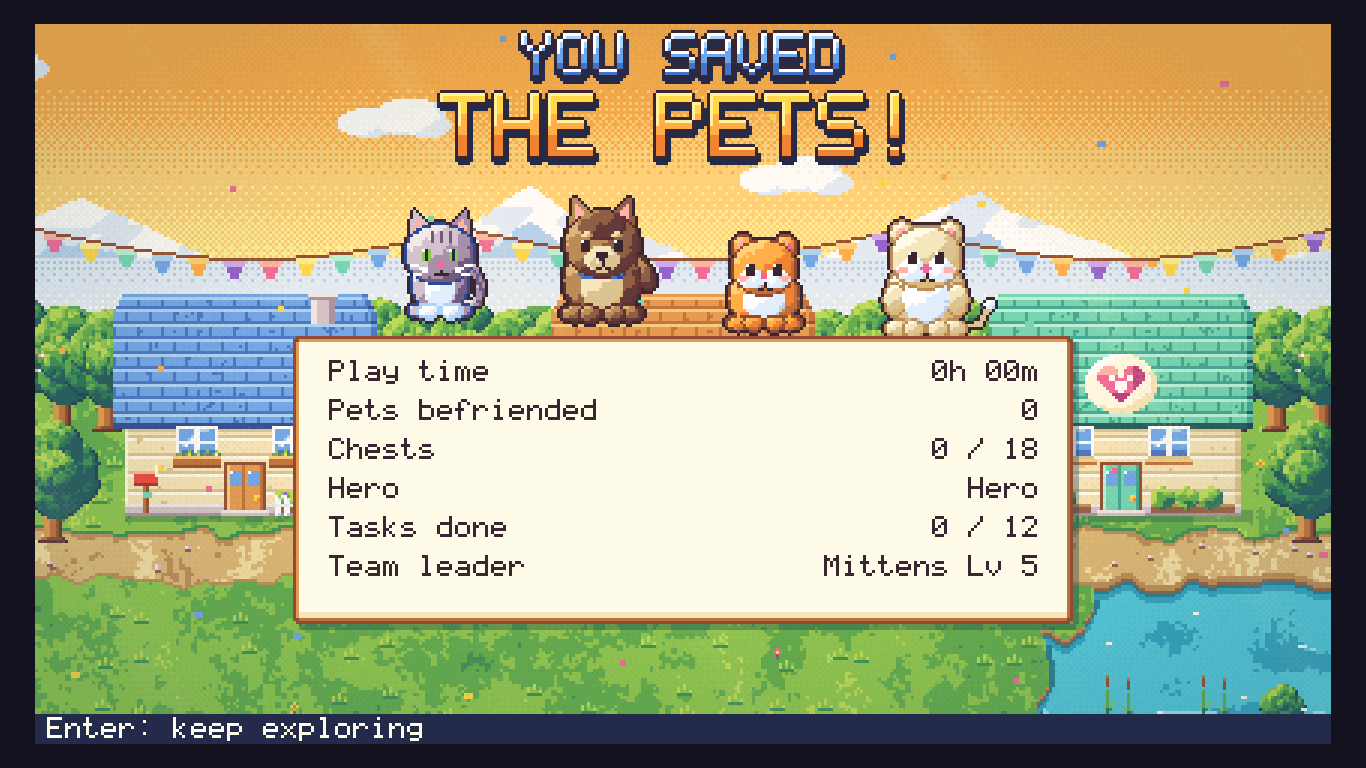 YOU SAVED
THE PETS!
Play time 0h 00m
Pets befriended 0
Chests 0 / 18
Hero Hero
Tasks done 0 / 12
Team leader Mittens Lv 5
Enter: keep exploring